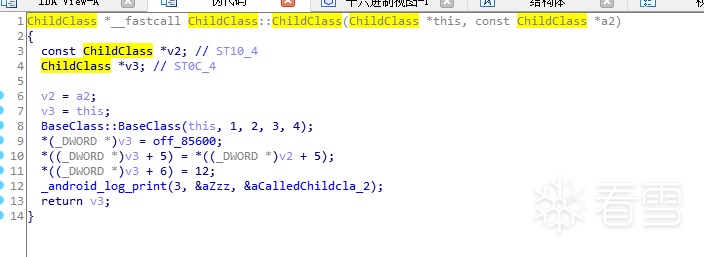 IDA View-A
伪代码
十六进制视图-1
结构体
1 ChildClass *__fastcall ChildClass::ChildClass(ChildClass *this, const ChildClass *a2)
2 {
3 const ChildClass *v2; // ST10_4
4 ChildClass *v3; // ST0C_4
5
6 v2 = a2;
7 v3 = this;
8 BaseClass::BaseClass(this, 1, 2, 3, 4);
9 *(_DWORD *)v3 = off_85600;
10 *((_DWORD *)v3 + 5) = *((_DWORD *)v2 + 5);
11 *((_DWORD *)v3 + 6) = 12;
12 _android_log_print(3, &aZzz, &aCalledChildcla_2);
13 return v3;
14 }
看雪